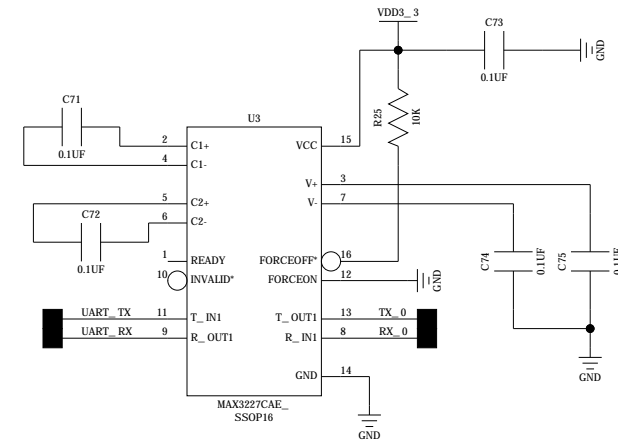 VDD3_3
C73
0.1UF
GND
C71
0.1UF
U3
R25
10K
2 C1+
4 C1-
VCC 15
V+ 3
V- 7
5 C2+
6 C2-
C72
0.1UF
C74
0.1UF
C75
0.1UF
1 READY
10 INVALID*
FORCEOFF* 16
FORCEON 12
GND
UART_TX 11 T_IN1
UART_RX 9 R_OUT1
T_OUT1 13 TX_0
R_IN1 8 RX_0
GND 14
GND
GND
MAX3227CAE_
SSOP16